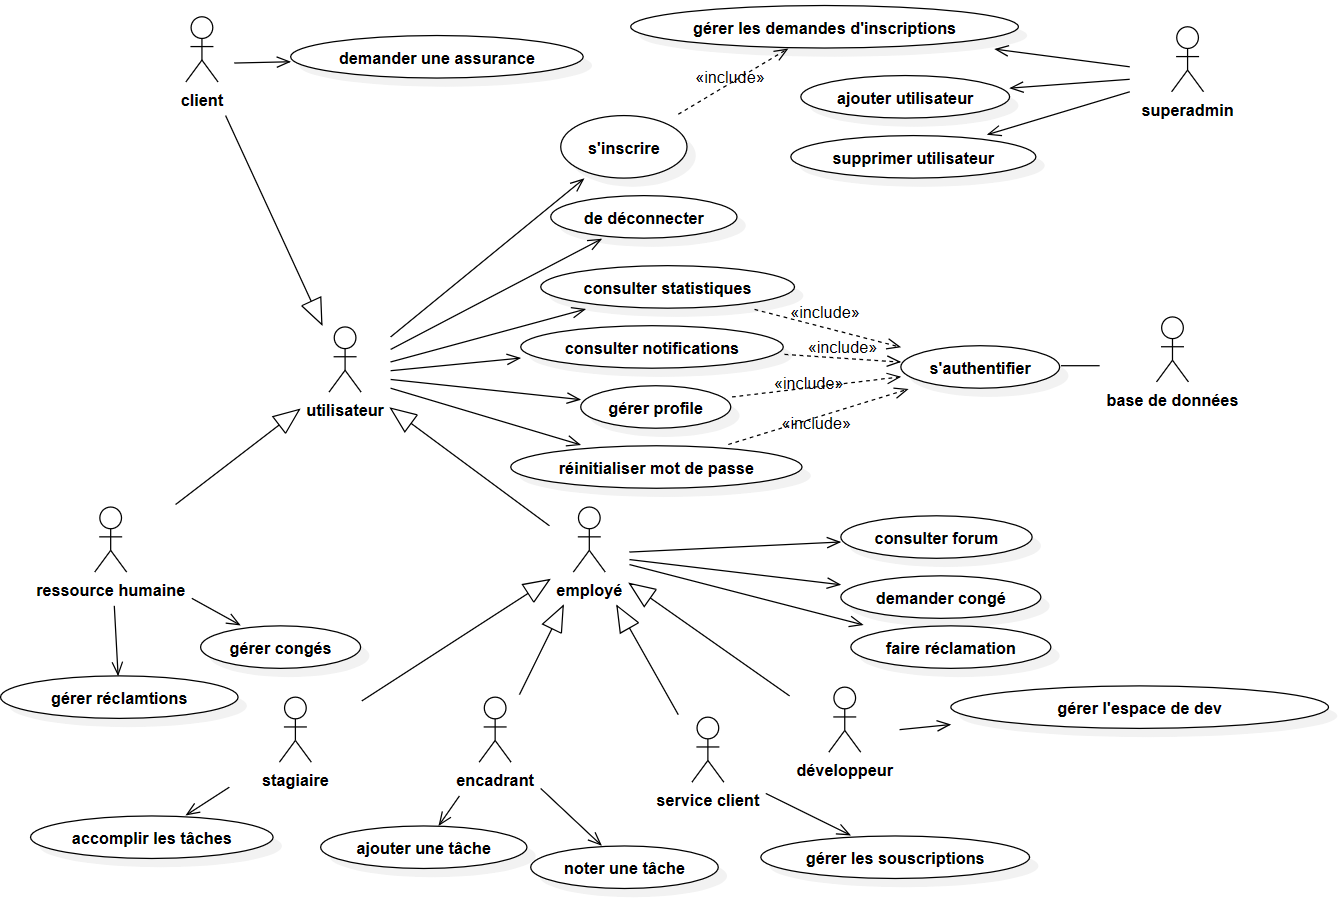 gérer les demandes d'inscriptions
demander une assurance
«include»
client
ajouter utilisateur
superadmin
s'inscrire
supprimer utilisateur
de déconnecter
consulter statistiques
«include»
consulter notifications
«include»
s'authentifier
«include»
base de données
gérer profile
utilisateur
«include»
réinitialiser mot de passe
consulter forum
ressource humaine
employé
demander congé
gérer congés
faire réclamation
gérer réclamtions
gérer l'espace de dev
développeur
stagiaire
encadrant
service client
accomplir les tâches
ajouter une tâche
noter une tâche
gérer les souscriptions